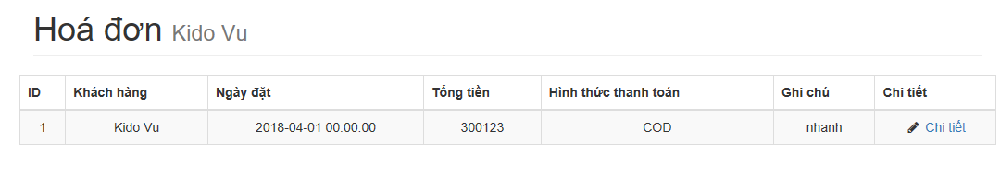 Hoá đơn Kido Vu
ID Khách hàng Ngày đặt Tổng tiền Hình thức thanh toán Ghi chú Chi tiết
1 Kido Vu 2018-04-01 00:00:00 300123 COD nhanh Chi tiết